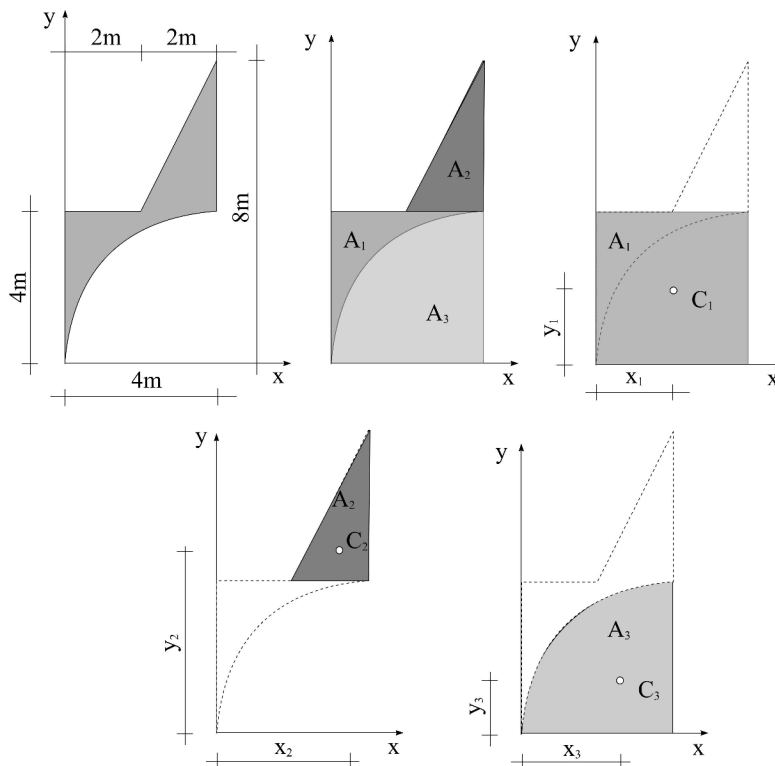 y
2m 2m
8m
4m
x
4m
y
A₂
A₁
A₃
x
y
A₁
C₁
y₁
x₁
x
y
A₂
C₂
y₂
x₂
x
y
A₃
C₃
y₃
x₃
x